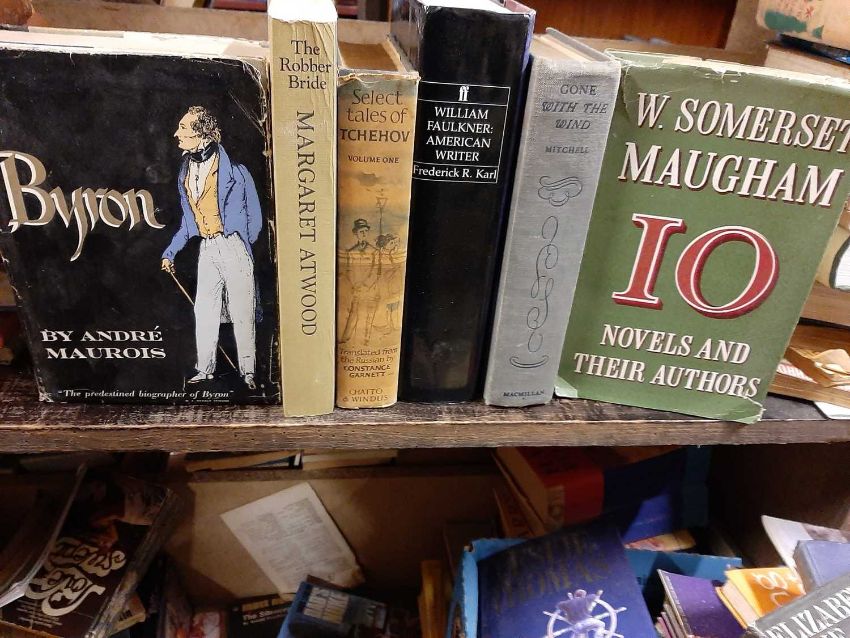 Byron
BY ANDRÉ
MAUROIS
"The predestined biographer of Byron"
The
Robber
Bride
MARGARET ATWOOD
Select
tales of
TCHEHOV
VOLUME ONE
Translated from
the Russian by
CONSTANCE
GARNETT
CHATTO
& WINDUS
ff
WILLIAM
FAULKNER:
AMERICAN
WRITER
Frederick R. Karl
GONE
WITH THE
WIND
MITCHELL
MACMILLAN
W. SOMERSET
MAUGHAM
10
NOVELS AND
THEIR AUTHORS
Love
ELIZABETH